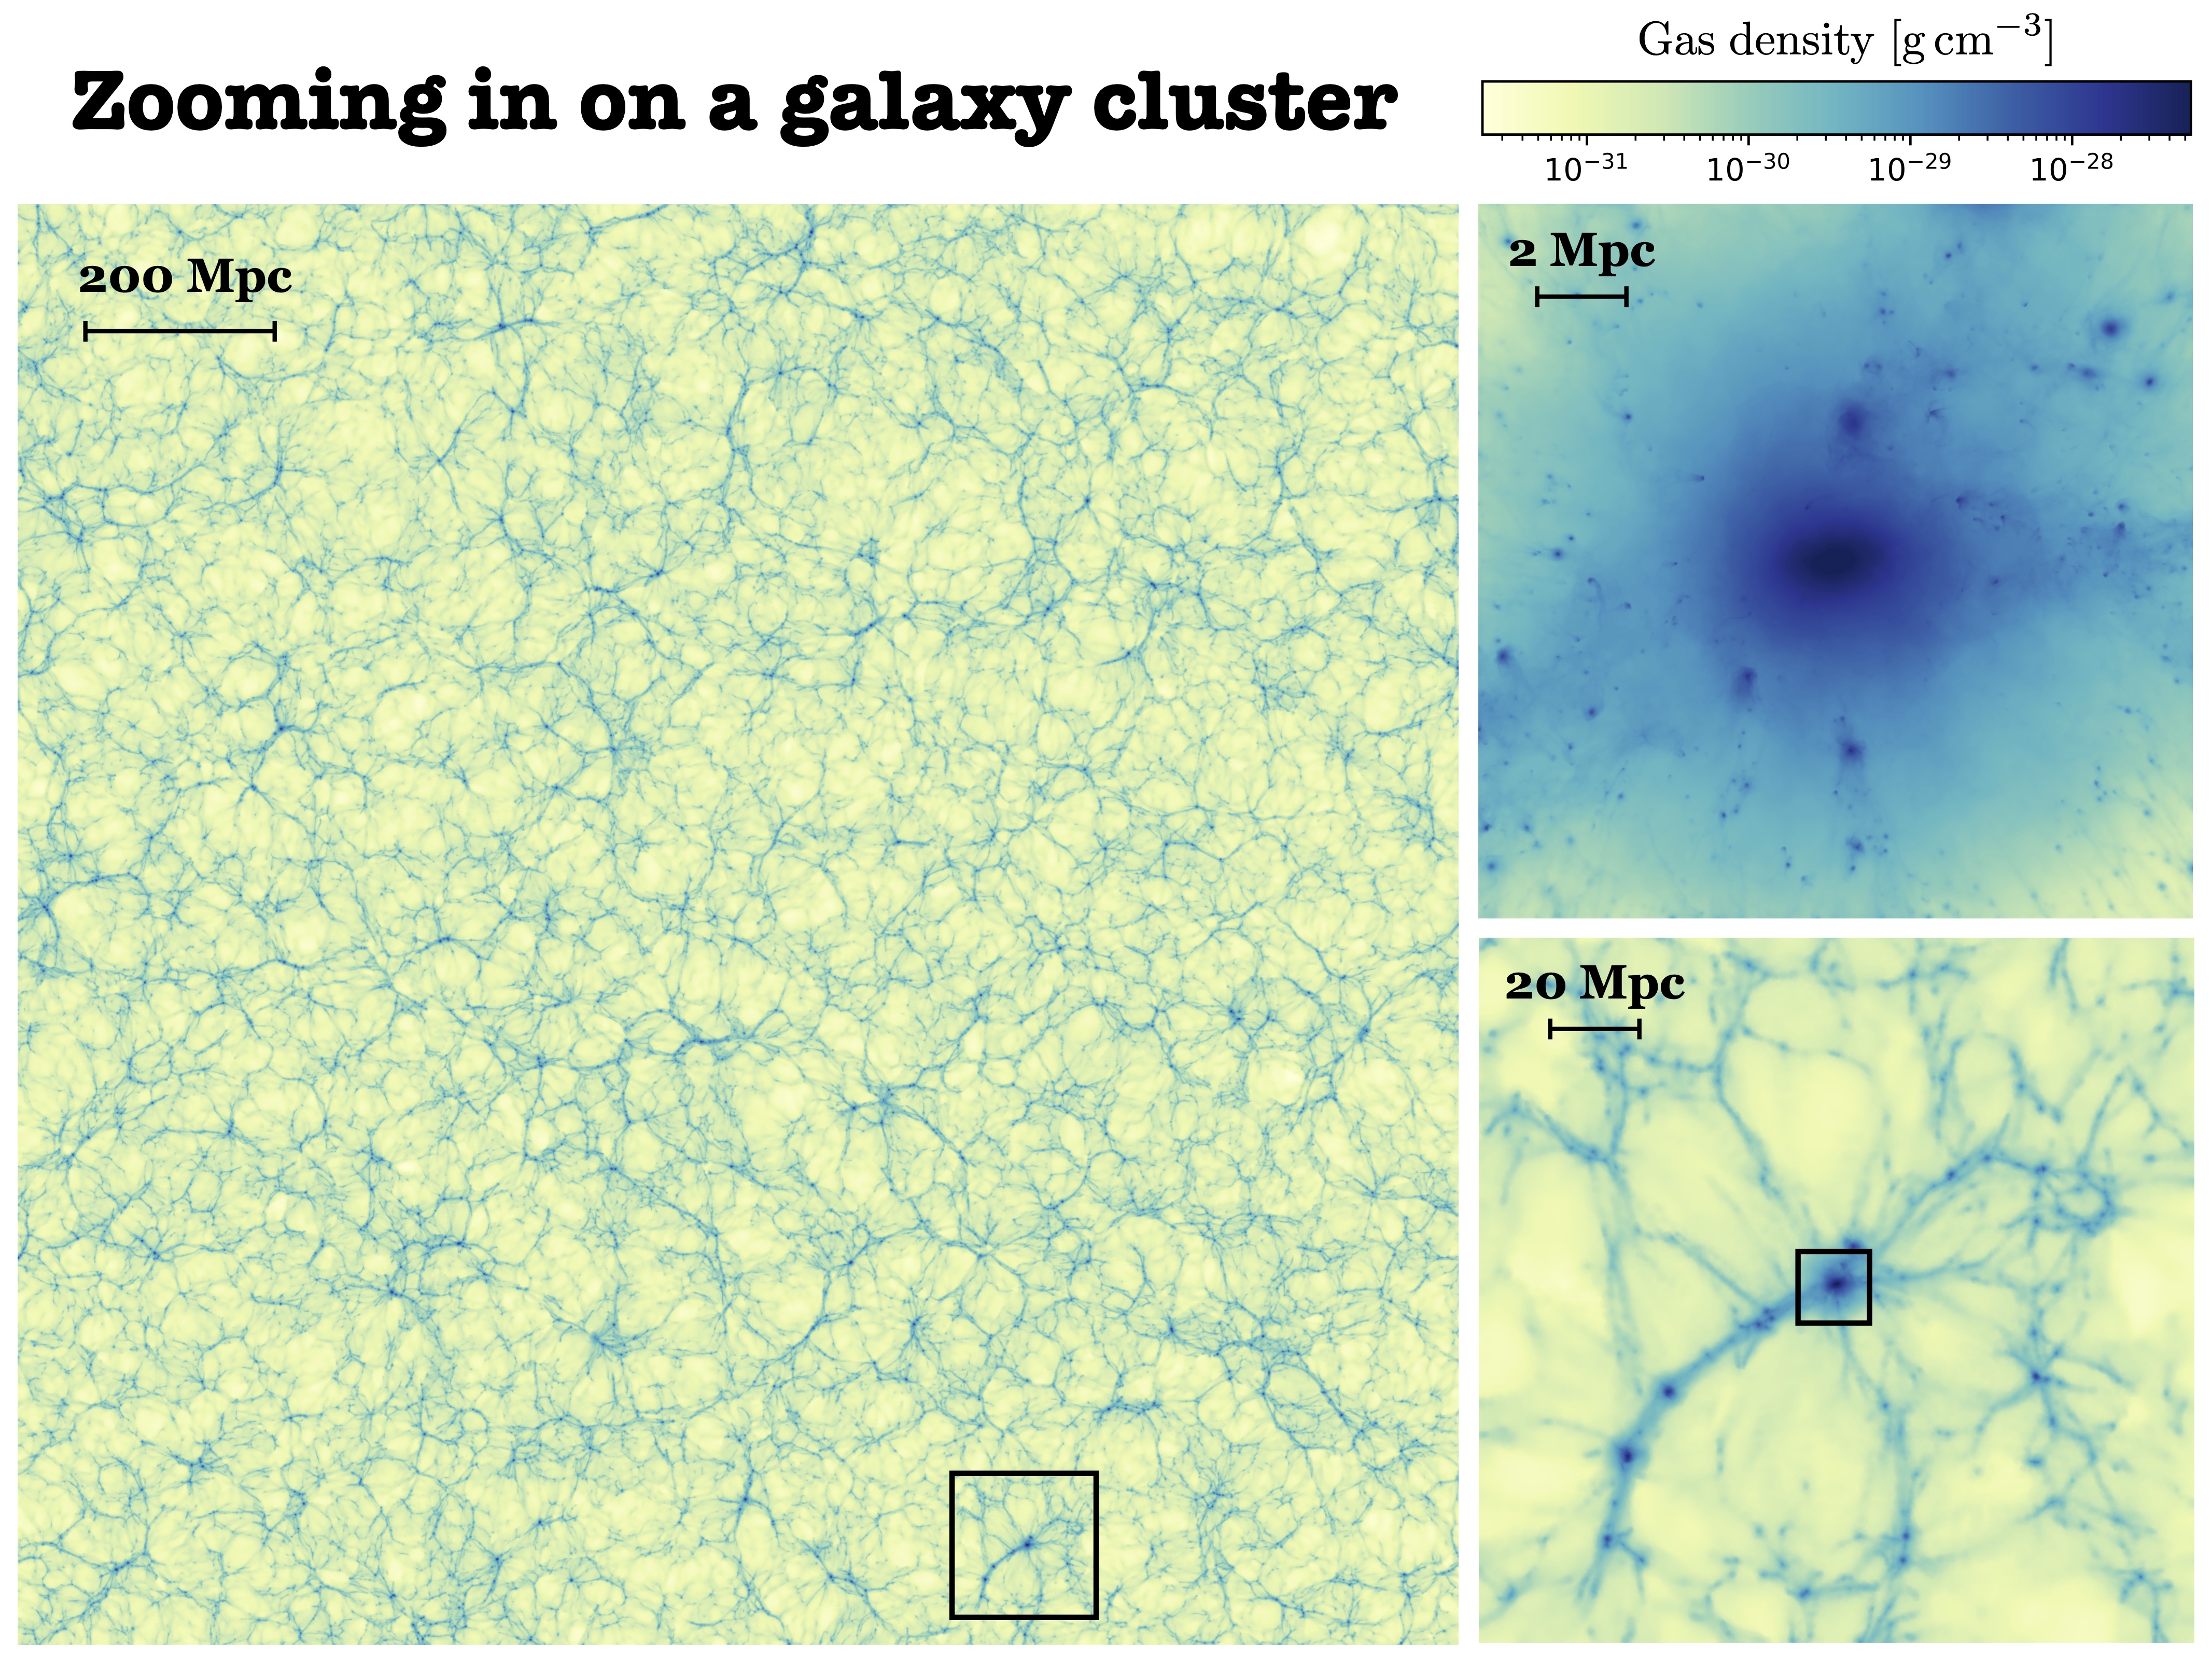 Zooming in on a galaxy cluster
Gas density [g cm⁻³]
10⁻³¹ 10⁻³⁰ 10⁻²⁹ 10⁻²⁸
200 Mpc
2 Mpc
20 Mpc